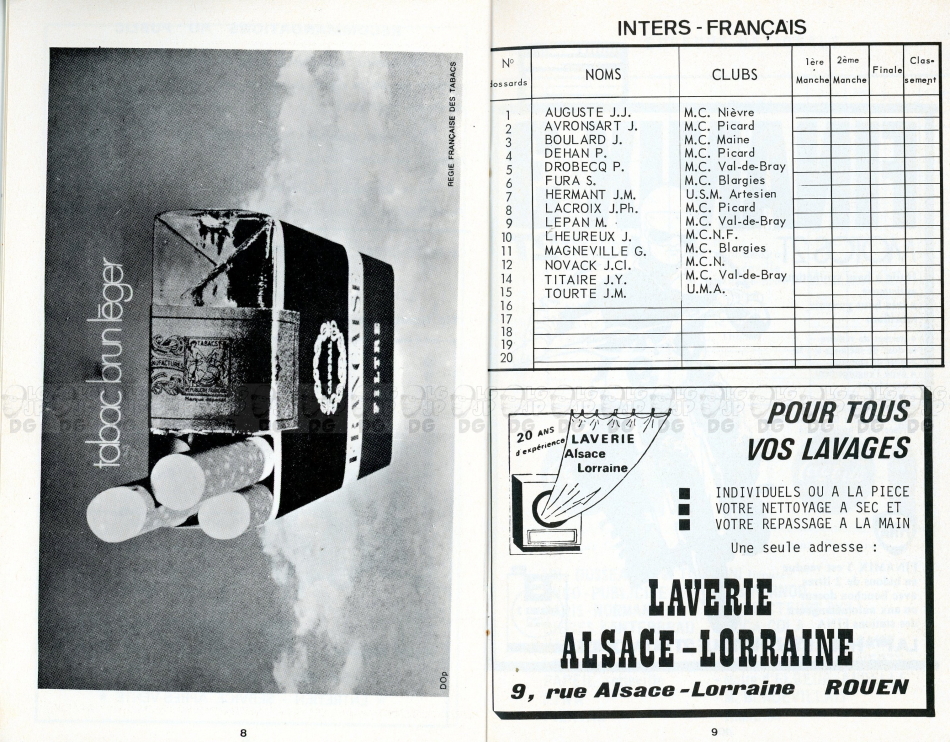 REGIE FRANÇAISE DES TABACS
tabac brun léger
TABACS
FRANÇAISE
FILTRE
DOp
8
INTERS - FRANÇAIS
N° dossards NOMS CLUBS 1ère Manche 2ème Manche Finale Clas- sement
1 AUGUSTE J.J. M.C. Nièvre
2 AVRONSART J. M.C. Picard
3 BOULARD J. M.C. Maine
4 DEHAN P. M.C. Picard
5 DROBECQ P. M.C. Val-de-Bray
6 FURA S. M.C. Blargies
7 HERMANT J.M. U.S.M. Artesien
8 LACROIX J.Ph. M.C. Picard
9 LEPAN M. M.C. Val-de-Bray
10 L'HEUREUX J. M.C.N.F.
11 MAGNEVILLE G. M.C. Blargies
12 NOVACK J.Cl. M.C.N.
14 TITAIRE J.Y. M.C. Val-de-Bray
15 TOURTE J.M. U.M.A.
16
17
18
19
20
POUR TOUS
VOS LAVAGES
20 ANS
d'expérience
LAVERIE
Alsace
Lorraine
INDIVIDUELS OU A LA PIECE
VOTRE NETTOYAGE A SEC ET
VOTRE REPASSAGE A LA MAIN
Une seule adresse :
LAVERIE
ALSACE-LORRAINE
9, rue Alsace-Lorraine ROUEN
9